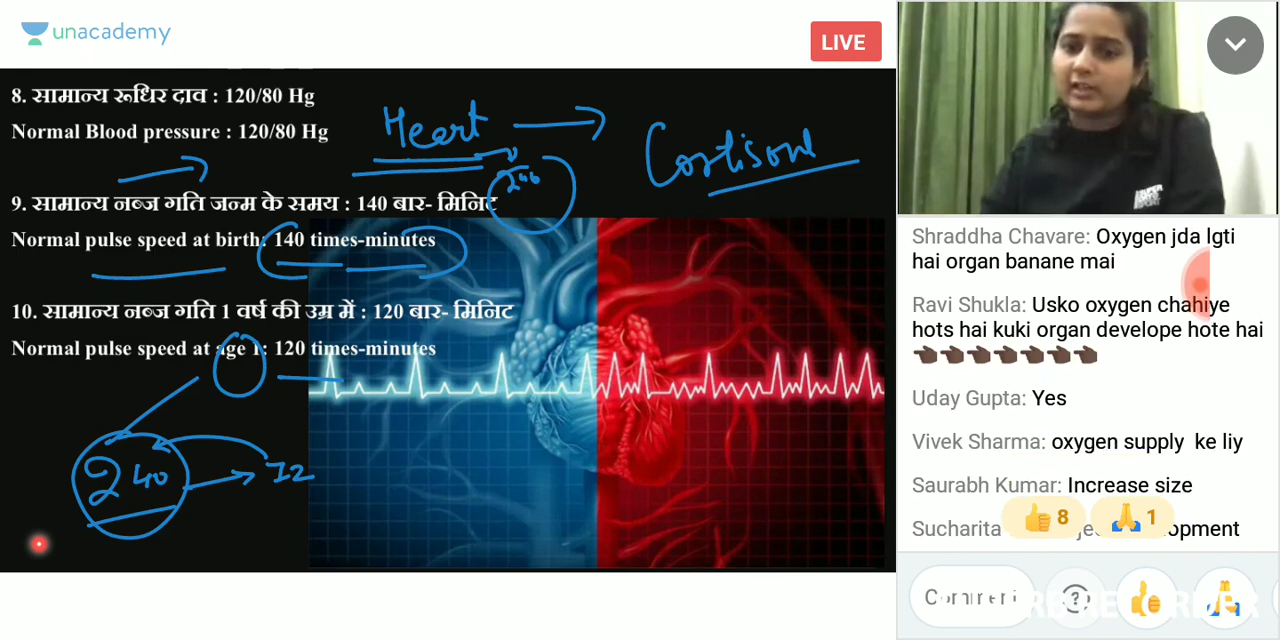 unacademy
LIVE
8. सामान्य रूधिर दाव : 120/80 Hg
Normal Blood pressure : 120/80 Hg
Heart
Cortisone
240
9. सामान्य नब्ज गति जन्म के समय : 140 बार- मिनिट
Normal pulse speed at birth: 140 times-minutes
10. सामान्य नब्ज गति 1 वर्ष की उम्र में : 120 बार- मिनिट
Normal pulse speed at age 1: 120 times-minutes
240
72
Shraddha Chavare: Oxygen jda lgti
hai organ banane mai
Ravi Shukla: Usko oxygen chahiye
hots hai kuki organ develope hote hai
Uday Gupta: Yes
Vivek Sharma: oxygen supply ke liy
Saurabh Kumar: Increase size
Sucharita opment
8
1
Comment
?